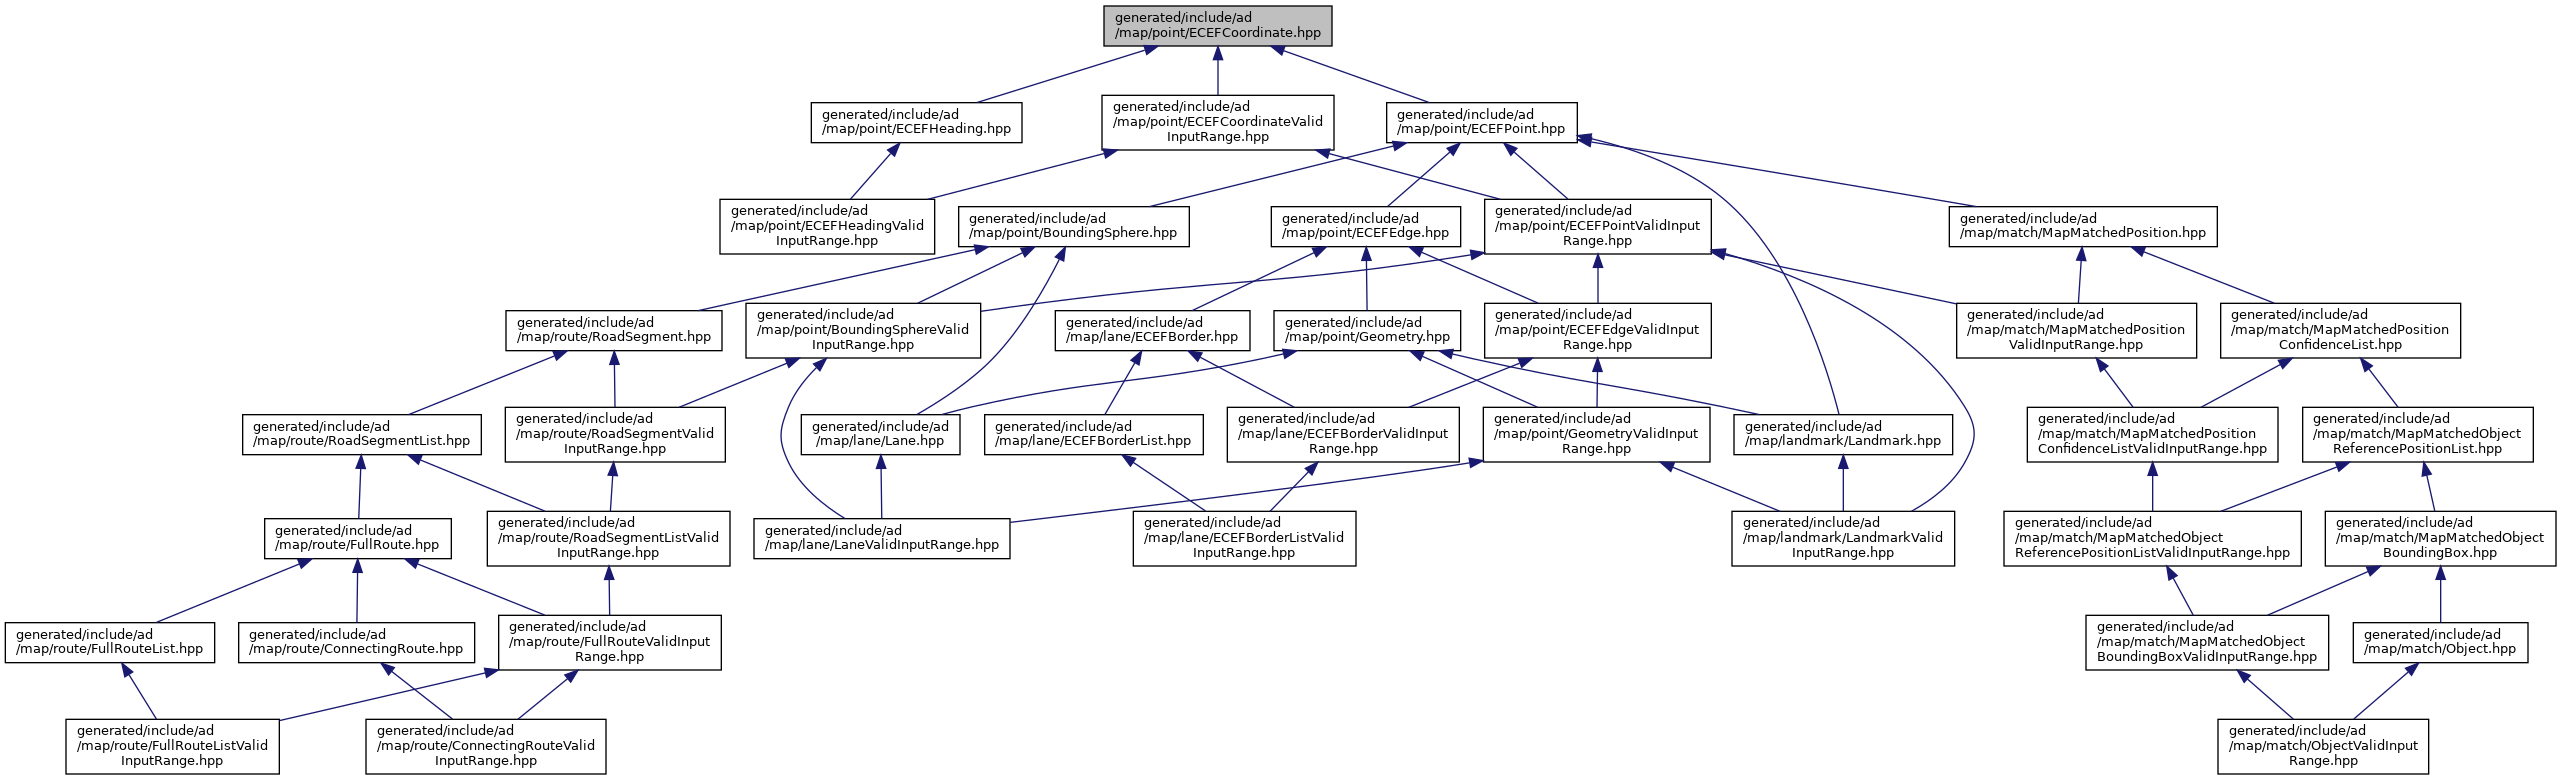 generated/include/ad
/map/point/ECEFCoordinate.hpp
generated/include/ad
/map/point/ECEFHeading.hpp
generated/include/ad
/map/point/ECEFCoordinateValid
InputRange.hpp
generated/include/ad
/map/point/ECEFPoint.hpp
generated/include/ad
/map/point/ECEFHeadingValid
InputRange.hpp
generated/include/ad
/map/point/BoundingSphere.hpp
generated/include/ad
/map/point/ECEFEdge.hpp
generated/include/ad
/map/point/ECEFPointValidInput
Range.hpp
generated/include/ad
/map/match/MapMatchedPosition.hpp
generated/include/ad
/map/route/RoadSegment.hpp
generated/include/ad
/map/point/BoundingSphereValid
InputRange.hpp
generated/include/ad
/map/lane/ECEFBorder.hpp
generated/include/ad
/map/point/Geometry.hpp
generated/include/ad
/map/point/ECEFEdgeValidInput
Range.hpp
generated/include/ad
/map/match/MapMatchedPosition
ValidInputRange.hpp
generated/include/ad
/map/match/MapMatchedPosition
ConfidenceList.hpp
generated/include/ad
/map/route/RoadSegmentList.hpp
generated/include/ad
/map/route/RoadSegmentValid
InputRange.hpp
generated/include/ad
/map/lane/Lane.hpp
generated/include/ad
/map/lane/ECEFBorderList.hpp
generated/include/ad
/map/lane/ECEFBorderValidInput
Range.hpp
generated/include/ad
/map/point/GeometryValidInput
Range.hpp
generated/include/ad
/map/landmark/Landmark.hpp
generated/include/ad
/map/match/MapMatchedPosition
ConfidenceListValidInputRange.hpp
generated/include/ad
/map/match/MapMatchedObject
ReferencePositionList.hpp
generated/include/ad
/map/route/FullRoute.hpp
generated/include/ad
/map/route/RoadSegmentListValid
InputRange.hpp
generated/include/ad
/map/lane/LaneValidInputRange.hpp
generated/include/ad
/map/lane/ECEFBorderListValid
InputRange.hpp
generated/include/ad
/map/landmark/LandmarkValid
InputRange.hpp
generated/include/ad
/map/match/MapMatchedObject
ReferencePositionListValidInputRange.hpp
generated/include/ad
/map/match/MapMatchedObject
BoundingBox.hpp
generated/include/ad
/map/route/FullRouteList.hpp
generated/include/ad
/map/route/ConnectingRoute.hpp
generated/include/ad
/map/route/FullRouteValidInput
Range.hpp
generated/include/ad
/map/match/MapMatchedObject
BoundingBoxValidInputRange.hpp
generated/include/ad
/map/match/Object.hpp
generated/include/ad
/map/route/FullRouteListValid
InputRange.hpp
generated/include/ad
/map/route/ConnectingRouteValid
InputRange.hpp
generated/include/ad
/map/match/ObjectValidInput
Range.hpp